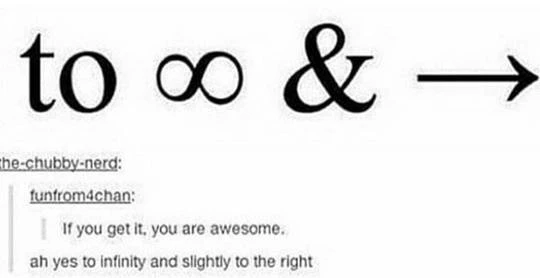 to ∞ & →
the-chubby-nerd:
funfrom4chan:
If you get it, you are awesome.
ah yes to infinity and slightly to the right